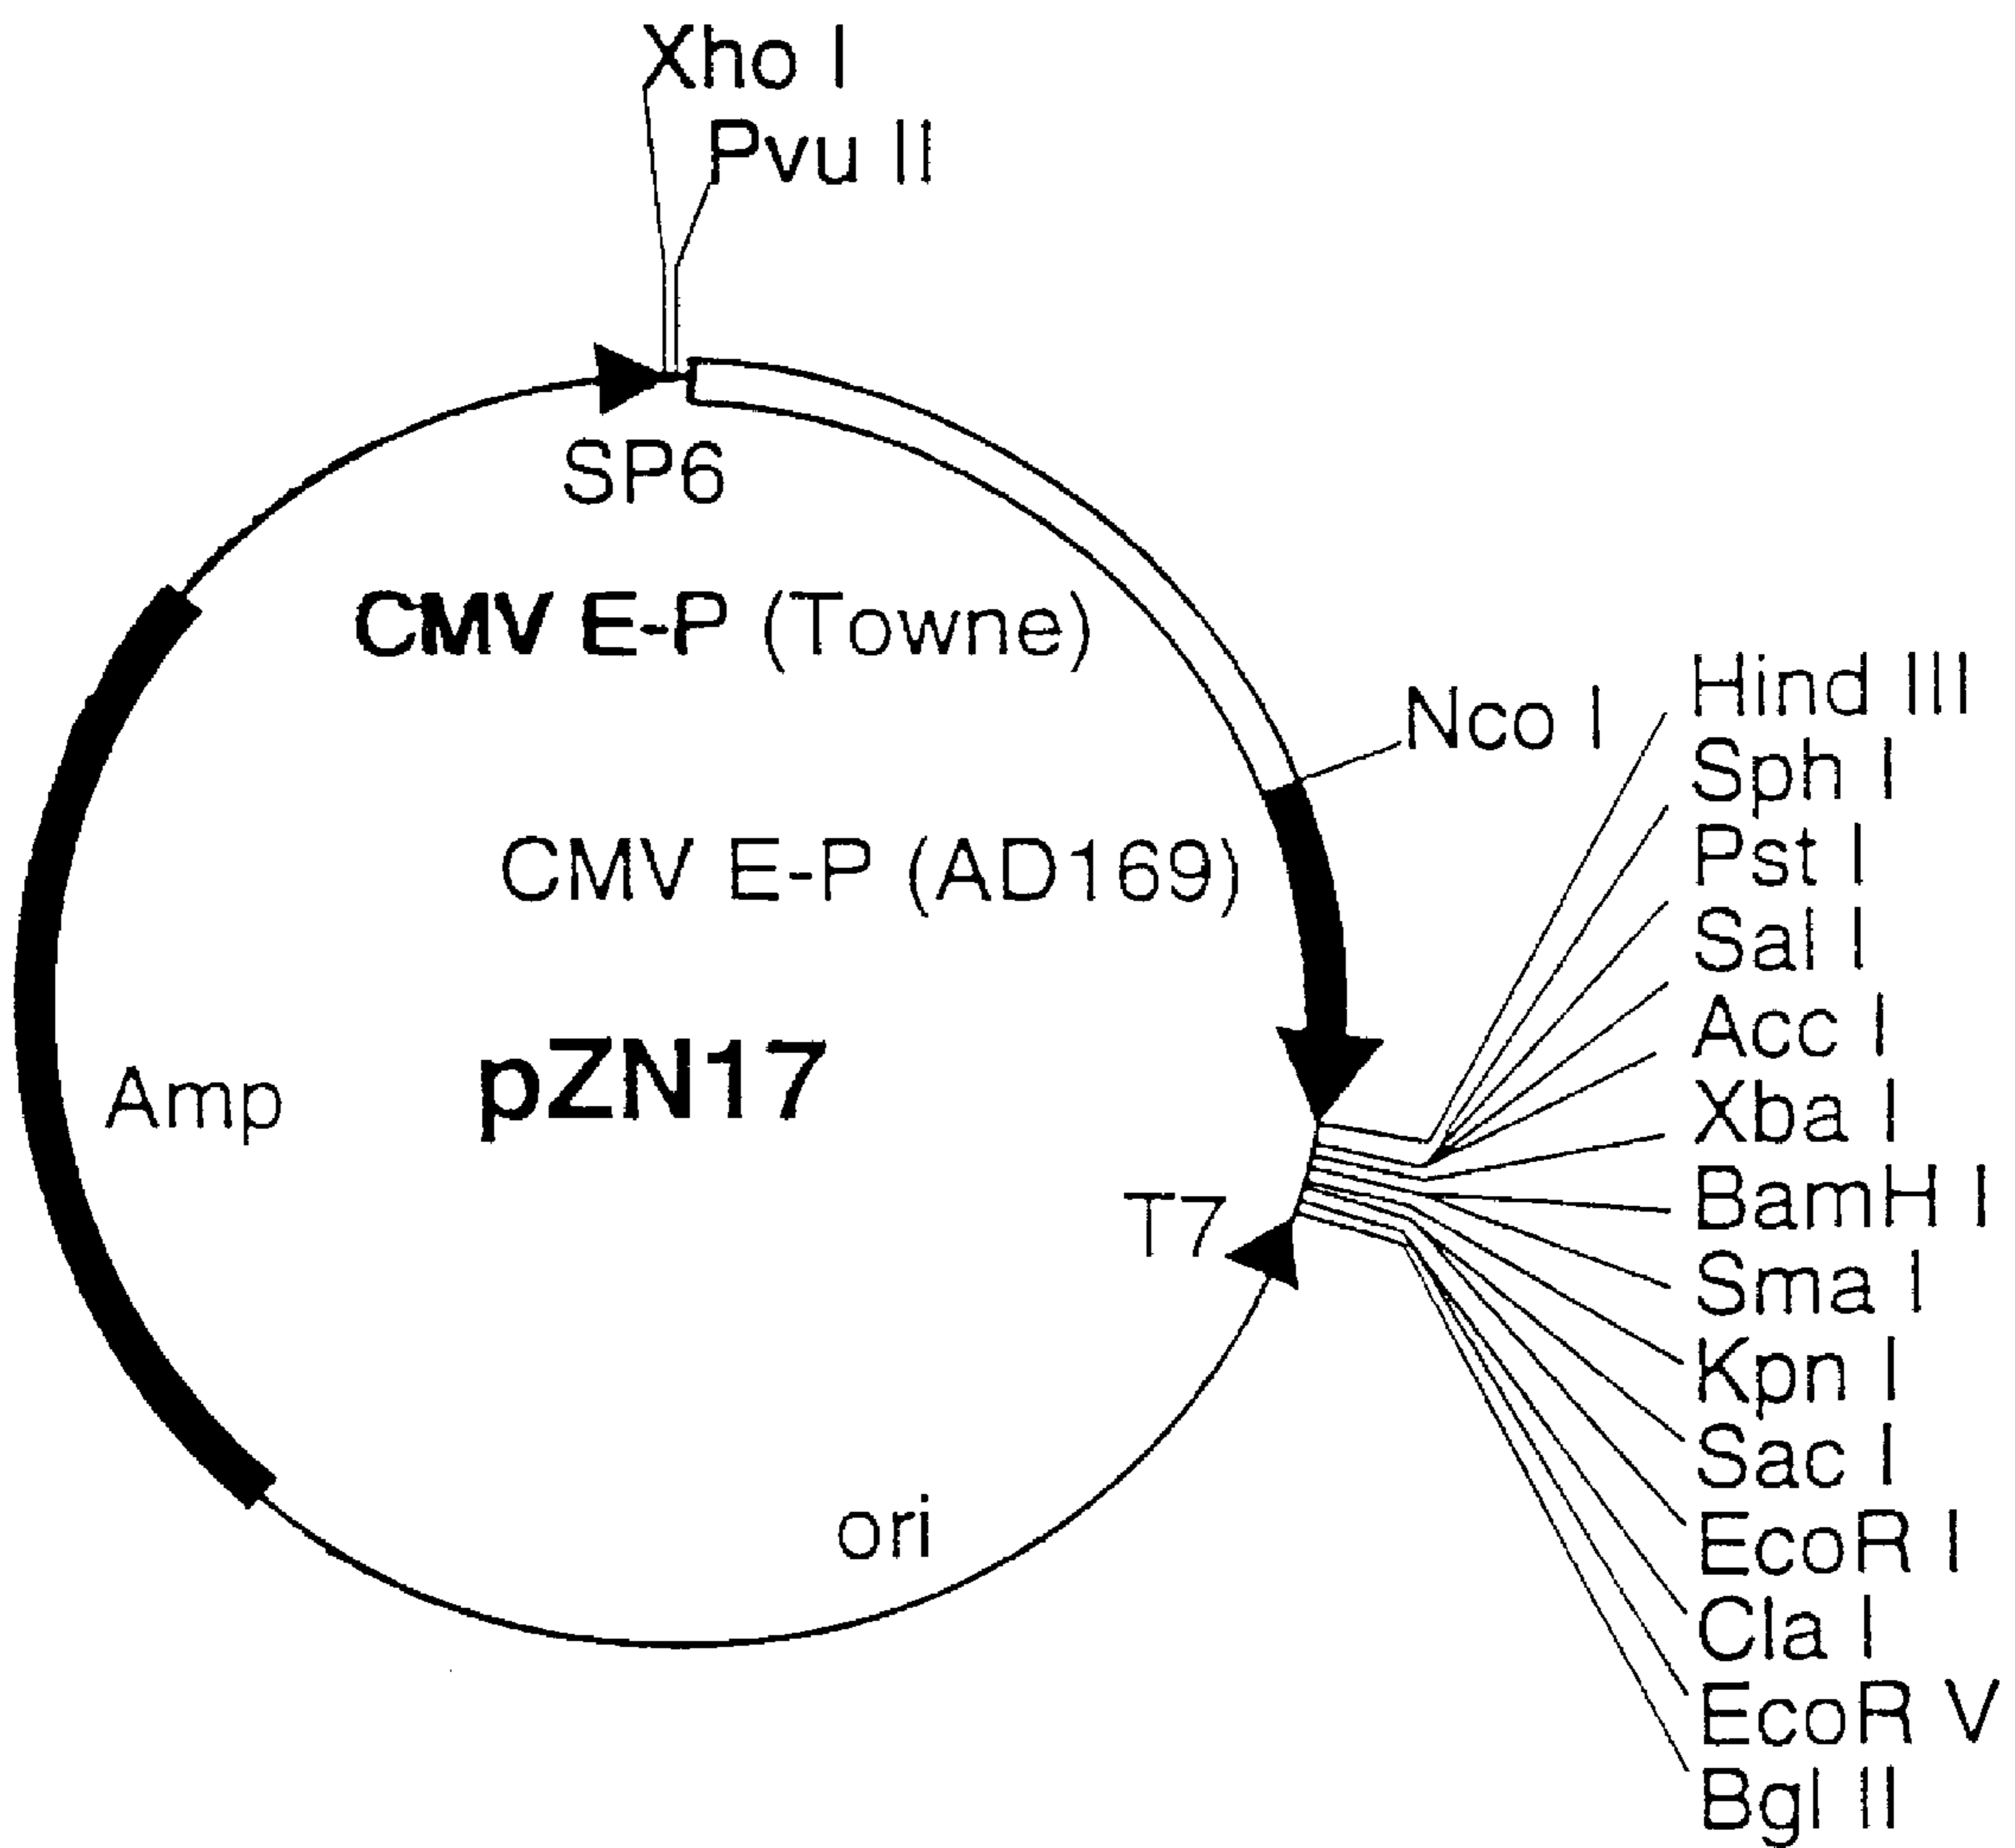 Xho I
Pvu II
SP6
CMV E-P (Towne)
Nco I
CMV E-P (AD169)
Amp
pZN17
T7
ori
Hind III
Sph I
Pst I
Sal I
Acc I
Xba I
BamH I
Sma I
Kpn I
Sac I
EcoR I
Cla I
EcoR V
Bgl II